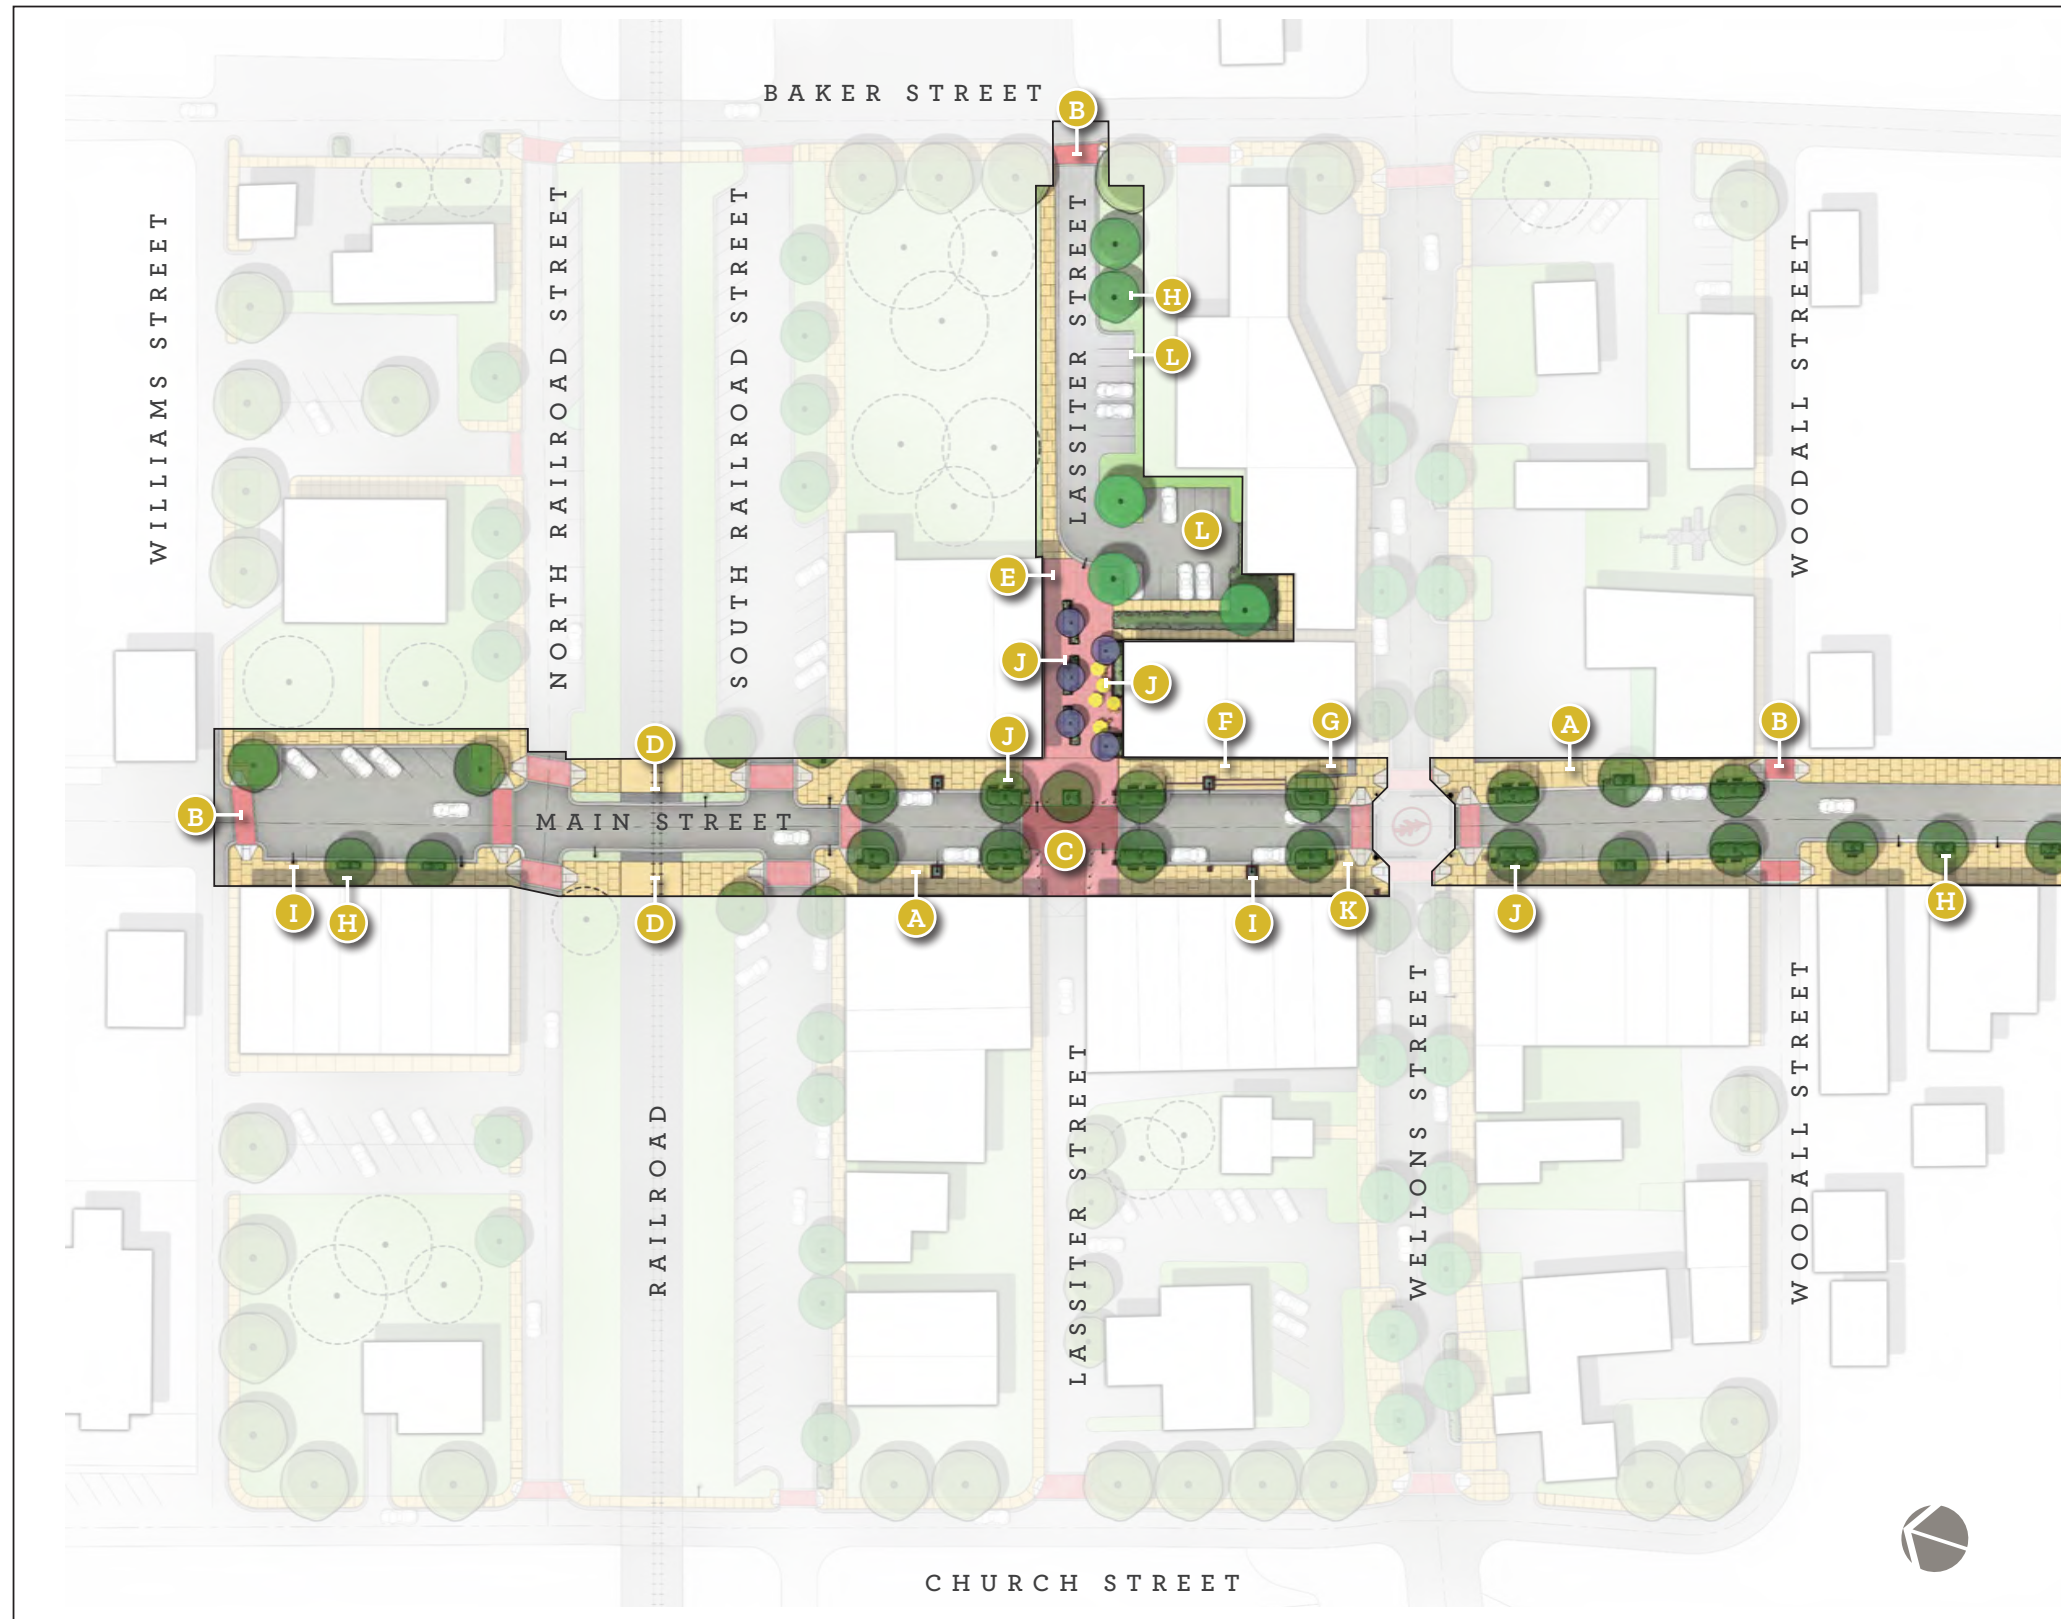 BAKER STREET
B
WILLIAMS STREET
NORTH RAILROAD STREET
SOUTH RAILROAD STREET
LASSITER STREET
WOODALL STREET
H
L
L
E
J
J
J
D
F
G
A
B
B
MAIN STREET
C
I
H
D
A
I
K
J
H
RAILROAD
LASSITER STREET
WELLONS STREET
WOODALL STREET
CHURCH STREET